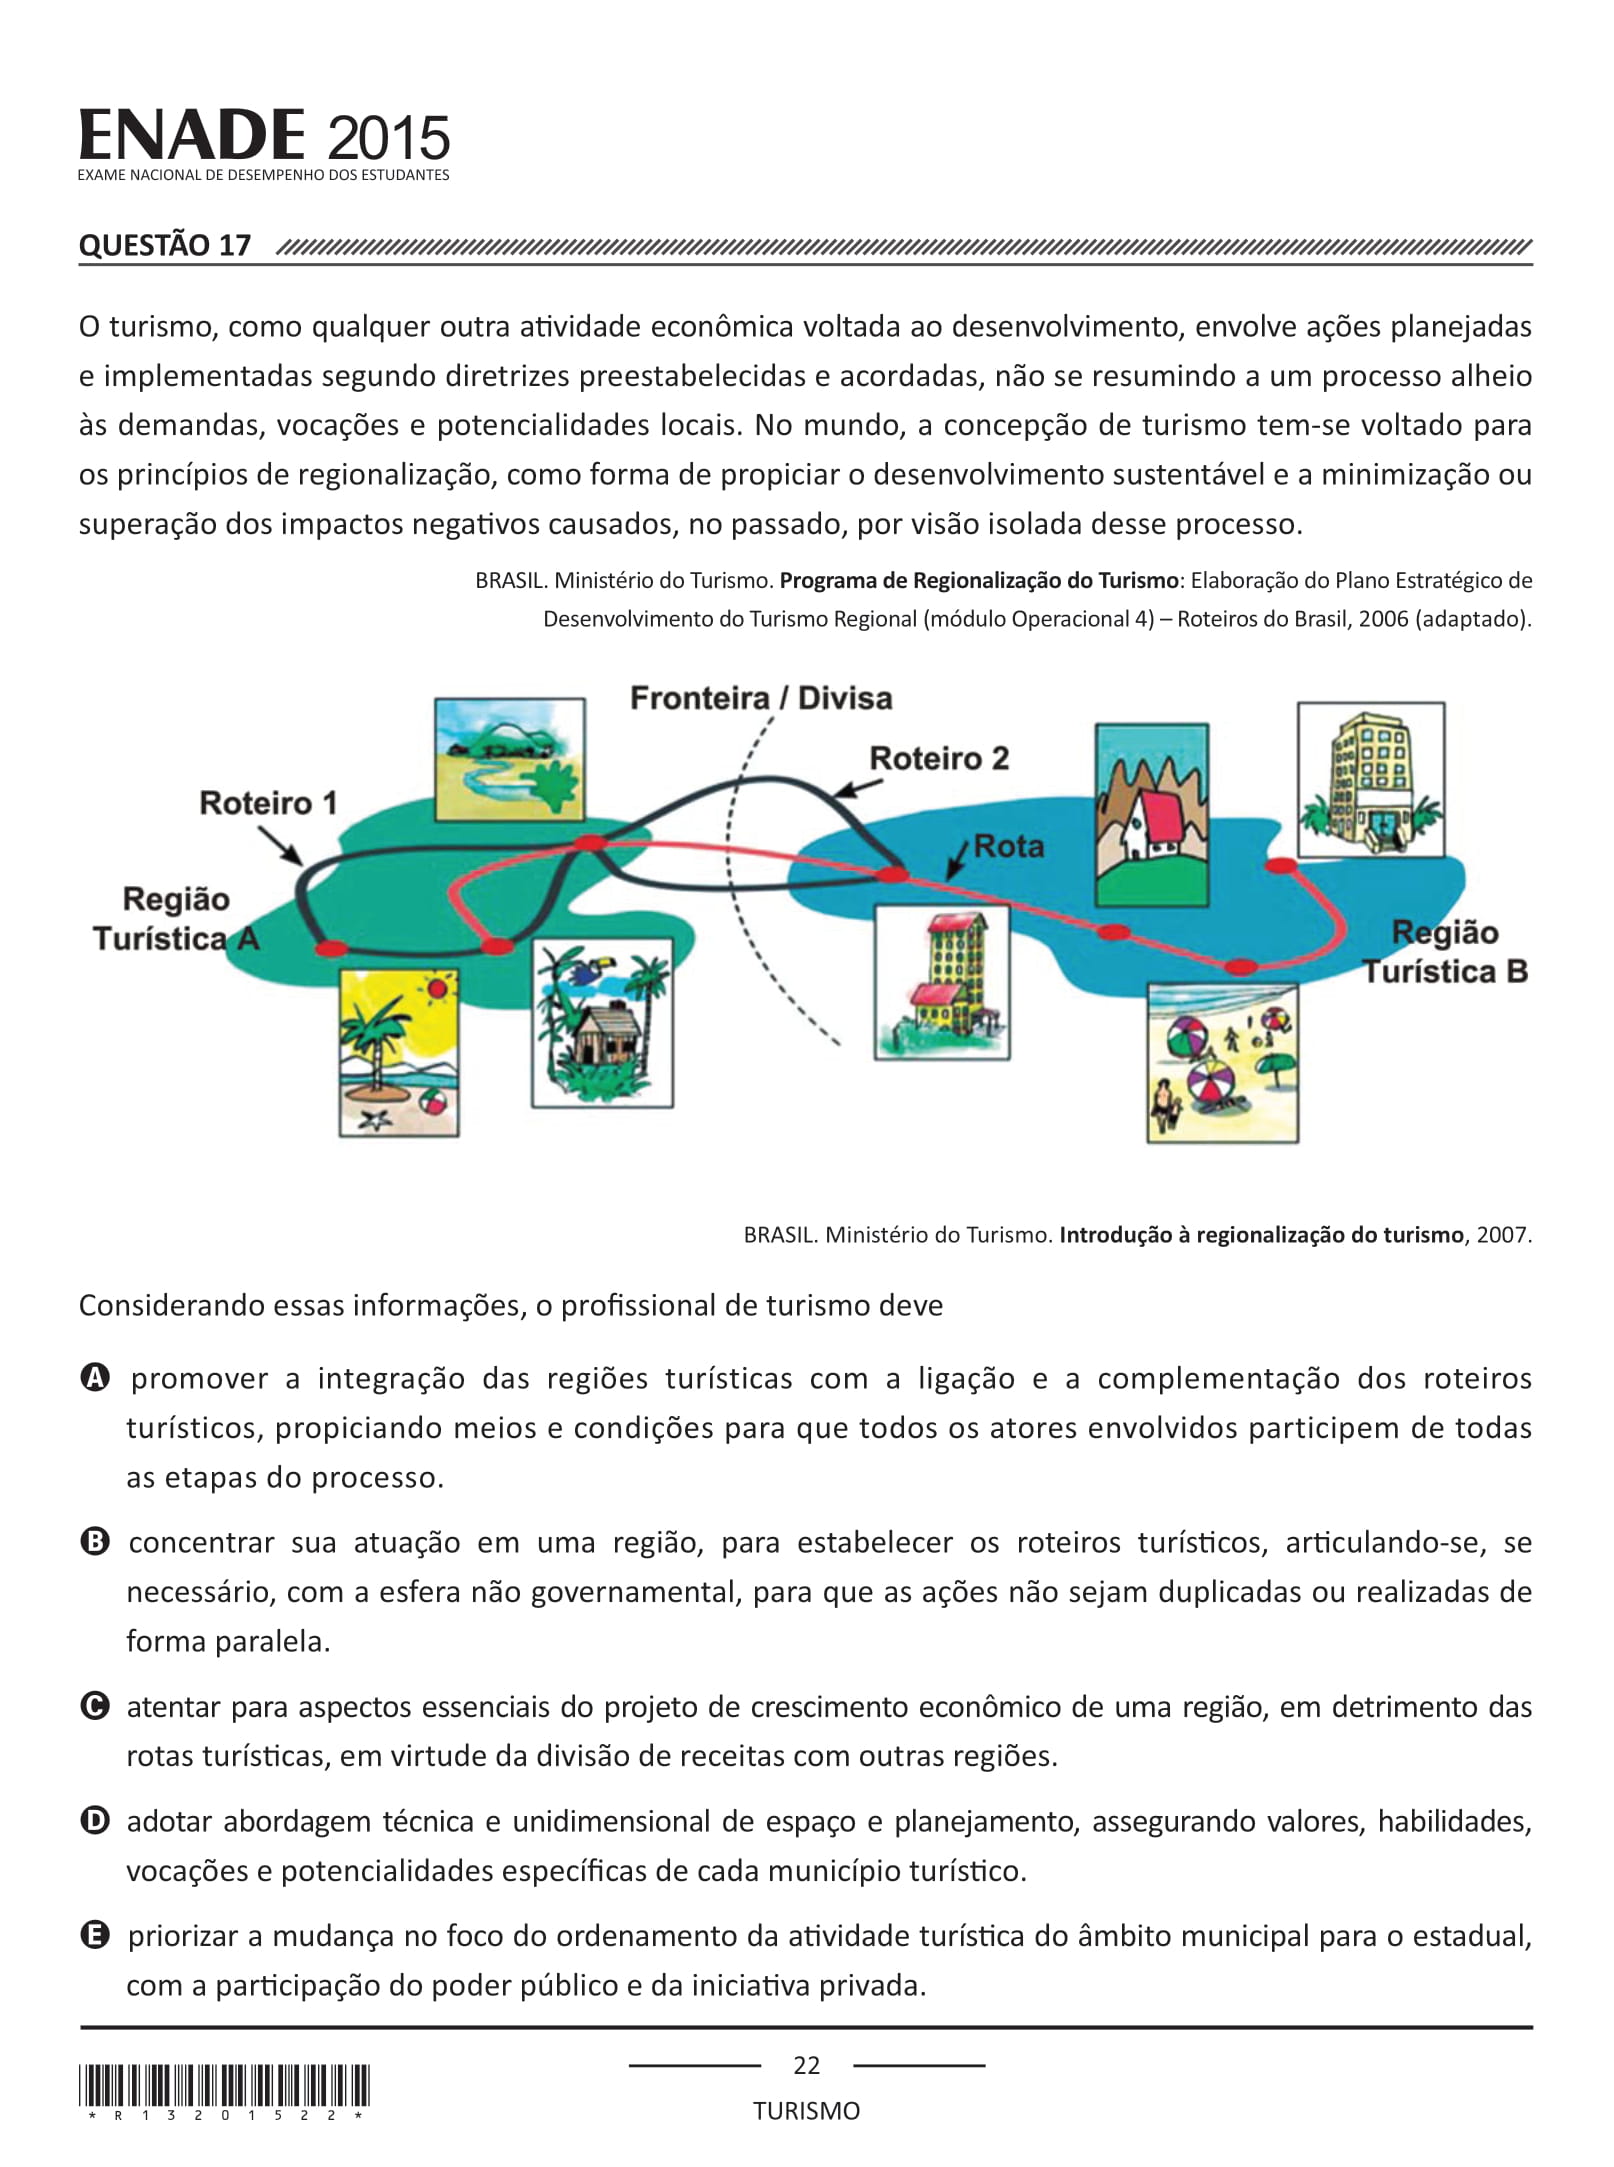 ENADE 2015
EXAME NACIONAL DE DESEMPENHO DOS ESTUDANTES
QUESTÃO 17
O turismo, como qualquer outra atividade econômica voltada ao desenvolvimento, envolve ações planejadas
e implementadas segundo diretrizes preestabelecidas e acordadas, não se resumindo a um processo alheio
às demandas, vocações e potencialidades locais. No mundo, a concepção de turismo tem-se voltado para
os princípios de regionalização, como forma de propiciar o desenvolvimento sustentável e a minimização ou
superação dos impactos negativos causados, no passado, por visão isolada desse processo.
BRASIL. Ministério do Turismo. Programa de Regionalização do Turismo: Elaboração do Plano Estratégico de
Desenvolvimento do Turismo Regional (módulo Operacional 4) – Roteiros do Brasil, 2006 (adaptado).
Fronteira / Divisa
Roteiro 2
Roteiro 1
Rota
Região
Turística A
Região
Turística B
BRASIL. Ministério do Turismo. Introdução à regionalização do turismo, 2007.
Considerando essas informações, o profissional de turismo deve
A promover a integração das regiões turísticas com a ligação e a complementação dos roteiros
turísticos, propiciando meios e condições para que todos os atores envolvidos participem de todas
as etapas do processo.
B concentrar sua atuação em uma região, para estabelecer os roteiros turísticos, articulando-se, se
necessário, com a esfera não governamental, para que as ações não sejam duplicadas ou realizadas de
forma paralela.
C atentar para aspectos essenciais do projeto de crescimento econômico de uma região, em detrimento das
rotas turísticas, em virtude da divisão de receitas com outras regiões.
D adotar abordagem técnica e unidimensional de espaço e planejamento, assegurando valores, habilidades,
vocações e potencialidades específicas de cada município turístico.
E priorizar a mudança no foco do ordenamento da atividade turística do âmbito municipal para o estadual,
com a participação do poder público e da iniciativa privada.
22
*R13201522*
TURISMO